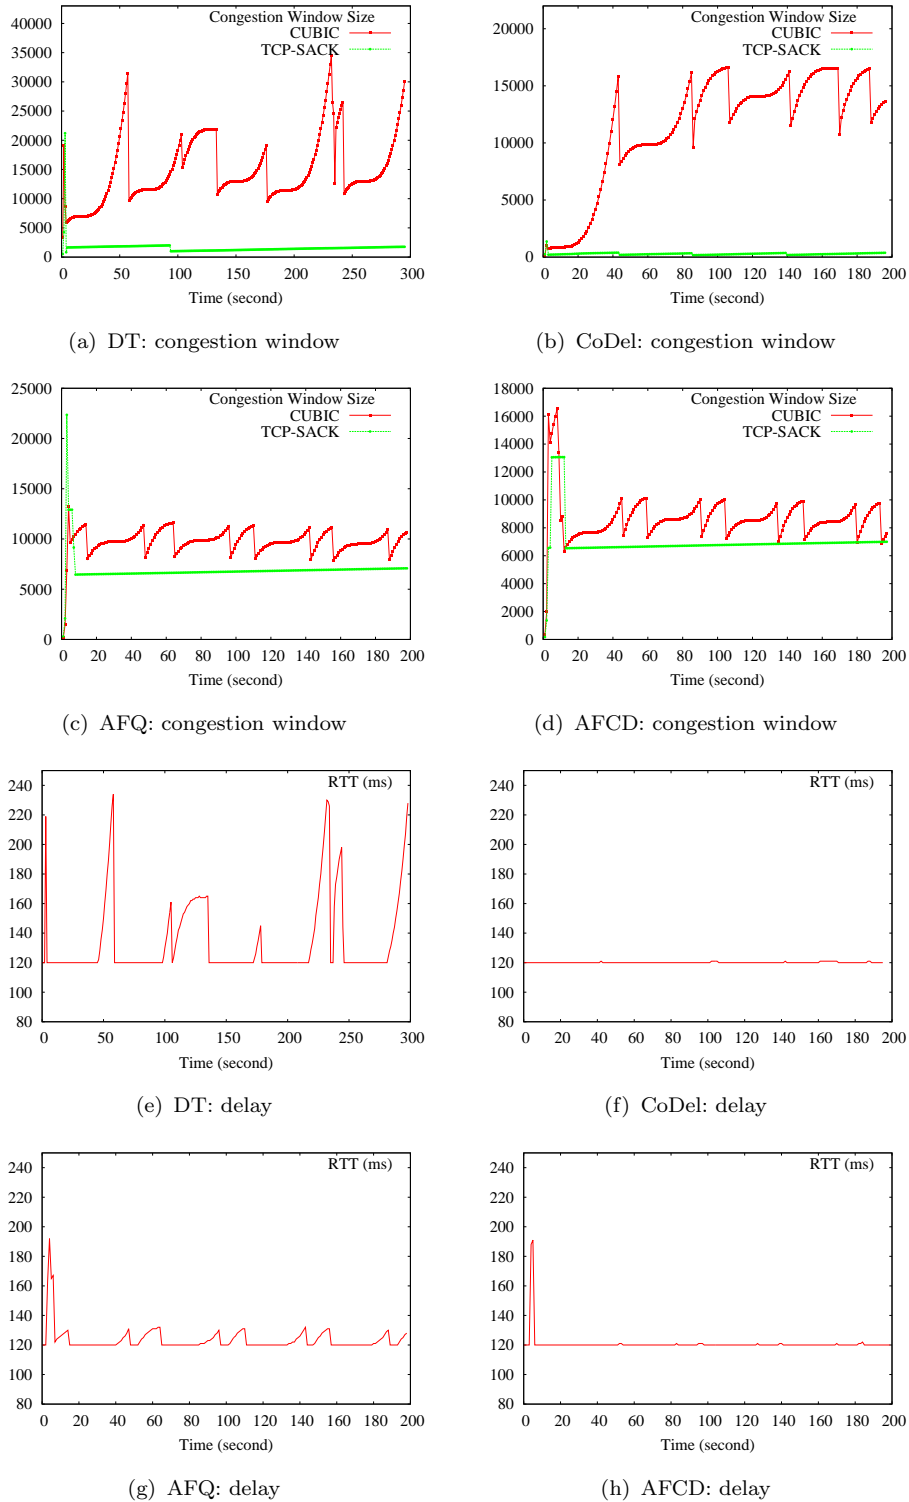 Congestion Window Size
CUBIC
TCP-SACK
40000
35000
30000
25000
20000
15000
10000
5000
0
0 50 100 150 200 250 300
Time (second)
(a) DT: congestion window
Congestion Window Size
CUBIC
TCP-SACK
20000
15000
10000
5000
0
0 20 40 60 80 100 120 140 160 180 200
Time (second)
(b) CoDel: congestion window
Congestion Window Size
CUBIC
TCP-SACK
25000
20000
15000
10000
5000
0
0 20 40 60 80 100 120 140 160 180 200
Time (second)
(c) AFQ: congestion window
Congestion Window Size
CUBIC
TCP-SACK
18000
16000
14000
12000
10000
8000
6000
4000
2000
0
0 20 40 60 80 100 120 140 160 180 200
Time (second)
(d) AFCD: congestion window
RTT (ms)
240
220
200
180
160
140
120
100
80
0 50 100 150 200 250 300
Time (second)
(e) DT: delay
RTT (ms)
240
220
200
180
160
140
120
100
80
0 20 40 60 80 100 120 140 160 180 200
Time (second)
(f) CoDel: delay
RTT (ms)
240
220
200
180
160
140
120
100
80
0 20 40 60 80 100 120 140 160 180 200
Time (second)
(g) AFQ: delay
RTT (ms)
240
220
200
180
160
140
120
100
80
0 20 40 60 80 100 120 140 160 180 200
Time (second)
(h) AFCD: delay